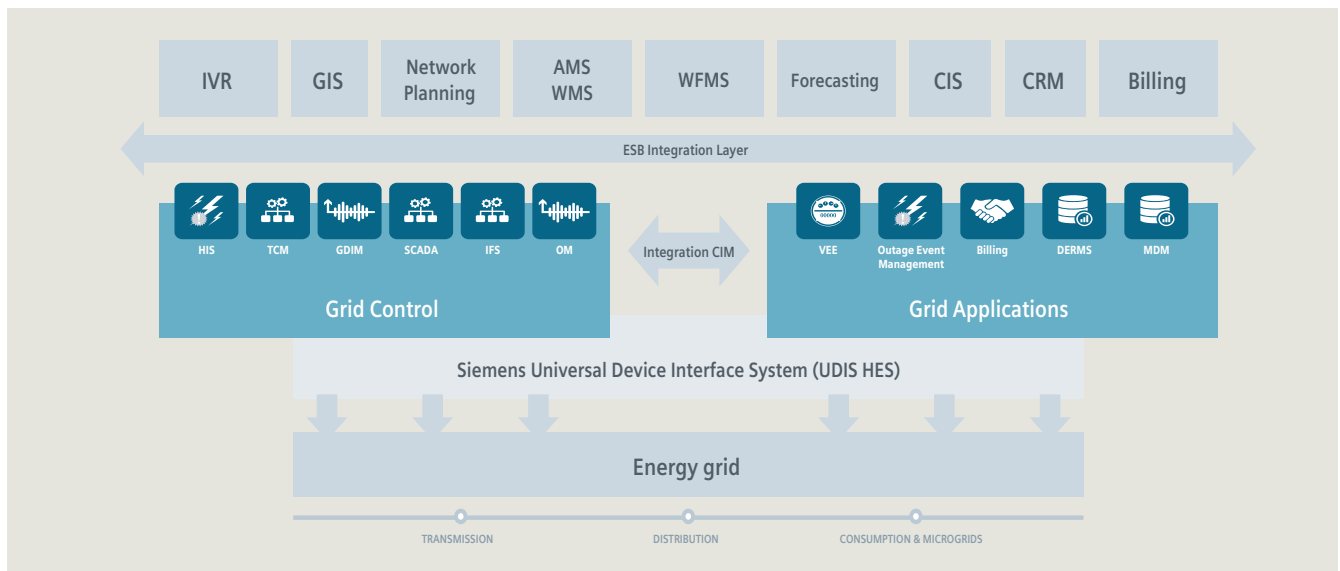 IVR
GIS
Network
Planning
AMS
WMS
WFMS
Forecasting
CIS
CRM
Billing
ESB Integration Layer
HIS
TCM
GDIM
SCADA
IFS
OM
Grid Control
Integration CIM
00000
VEE
Outage Event
Management
Billing
DERMS
MDM
Grid Applications
Siemens Universal Device Interface System (UDIS HES)
Energy grid
TRANSMISSION
DISTRIBUTION
CONSUMPTION & MICROGRIDS